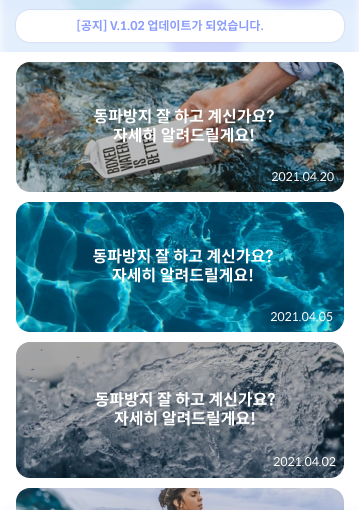 [공지] V.1.02 업데이트가 되었습니다.
동파방지 잘 하고 계신가요?
자세히 알려드릴게요!
BOXED
WATER
IS
BETTER
2021.04.20
동파방지 잘 하고 계신가요?
자세히 알려드릴게요!
2021.04.05
동파방지 잘 하고 계신가요?
자세히 알려드릴게요!
2021.04.02